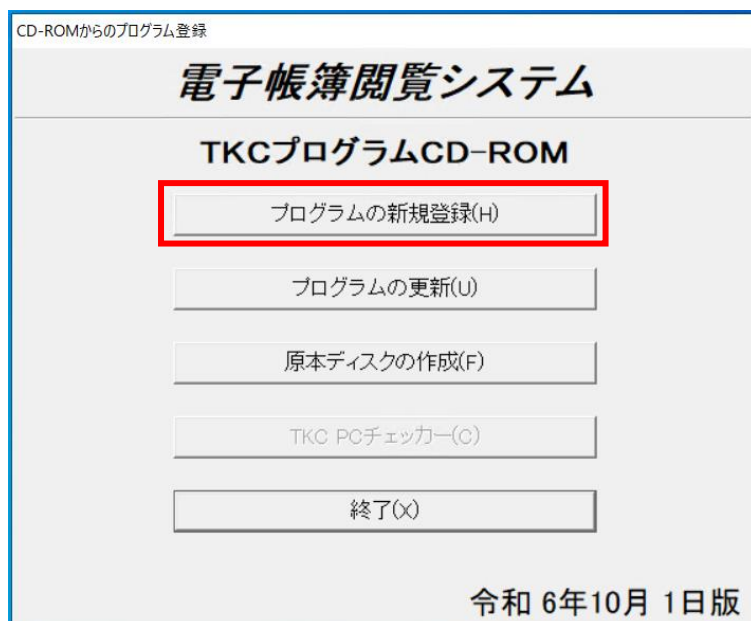 CD-ROMからのプログラム登録
電子帳簿閲覧システム
TKCプログラムCD-ROM
プログラムの新規登録(H)
プログラムの更新(U)
原本ディスクの作成(F)
TKC PCチェッカー(C)
終了(X)
令和 6年10月 1日版